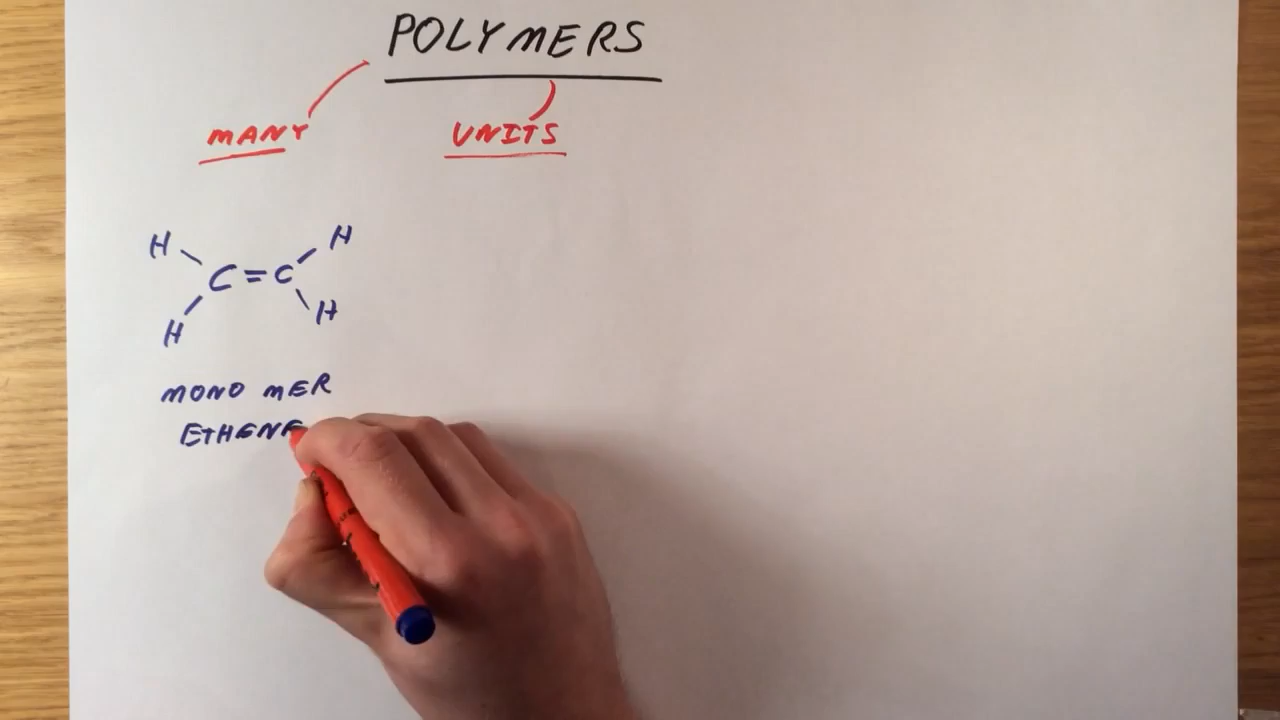 POLYMERS
MANY UNITS
H H
C=C
H H
MONO MER
ETHENE